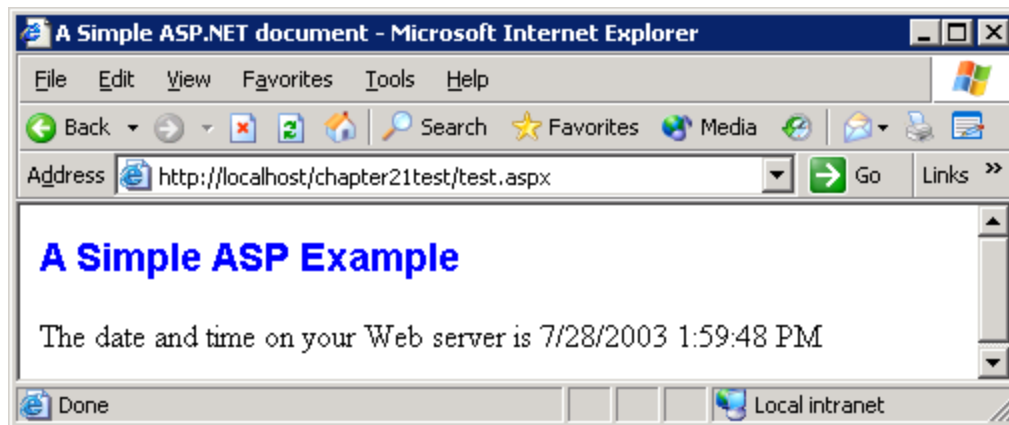 A Simple ASP.NET document - Microsoft Internet Explorer
File Edit View Favorites Tools Help
Back Search Favorites Media
Address http://localhost/chapter21test/test.aspx Go Links »
A Simple ASP Example
The date and time on your Web server is 7/28/2003 1:59:48 PM
Done Local intranet